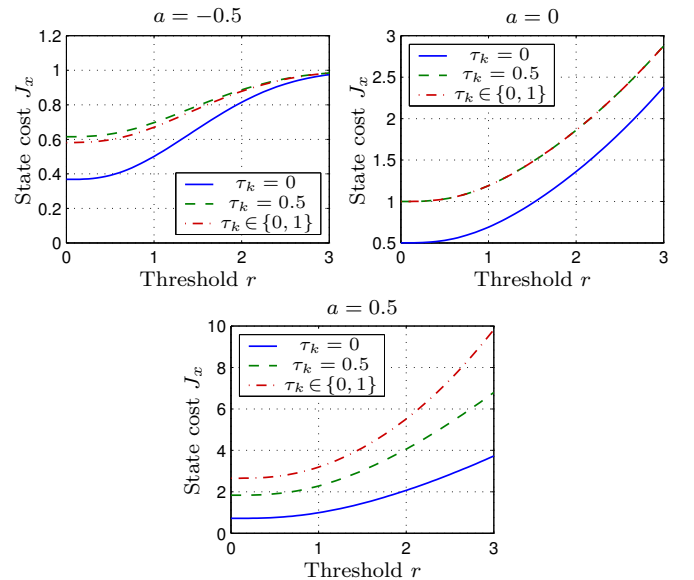 a = −0.5
State cost J_x
1.2
1
0.8
0.6
0.4
0.2
0
τ_k = 0
τ_k = 0.5
τ_k ∈ {0, 1}
0 1 2 3
Threshold r
a = 0
State cost J_x
3
2.5
2
1.5
1
0.5
τ_k = 0
τ_k = 0.5
τ_k ∈ {0, 1}
0 1 2 3
Threshold r
a = 0.5
State cost J_x
10
8
6
4
2
0
τ_k = 0
τ_k = 0.5
τ_k ∈ {0, 1}
0 1 2 3
Threshold r